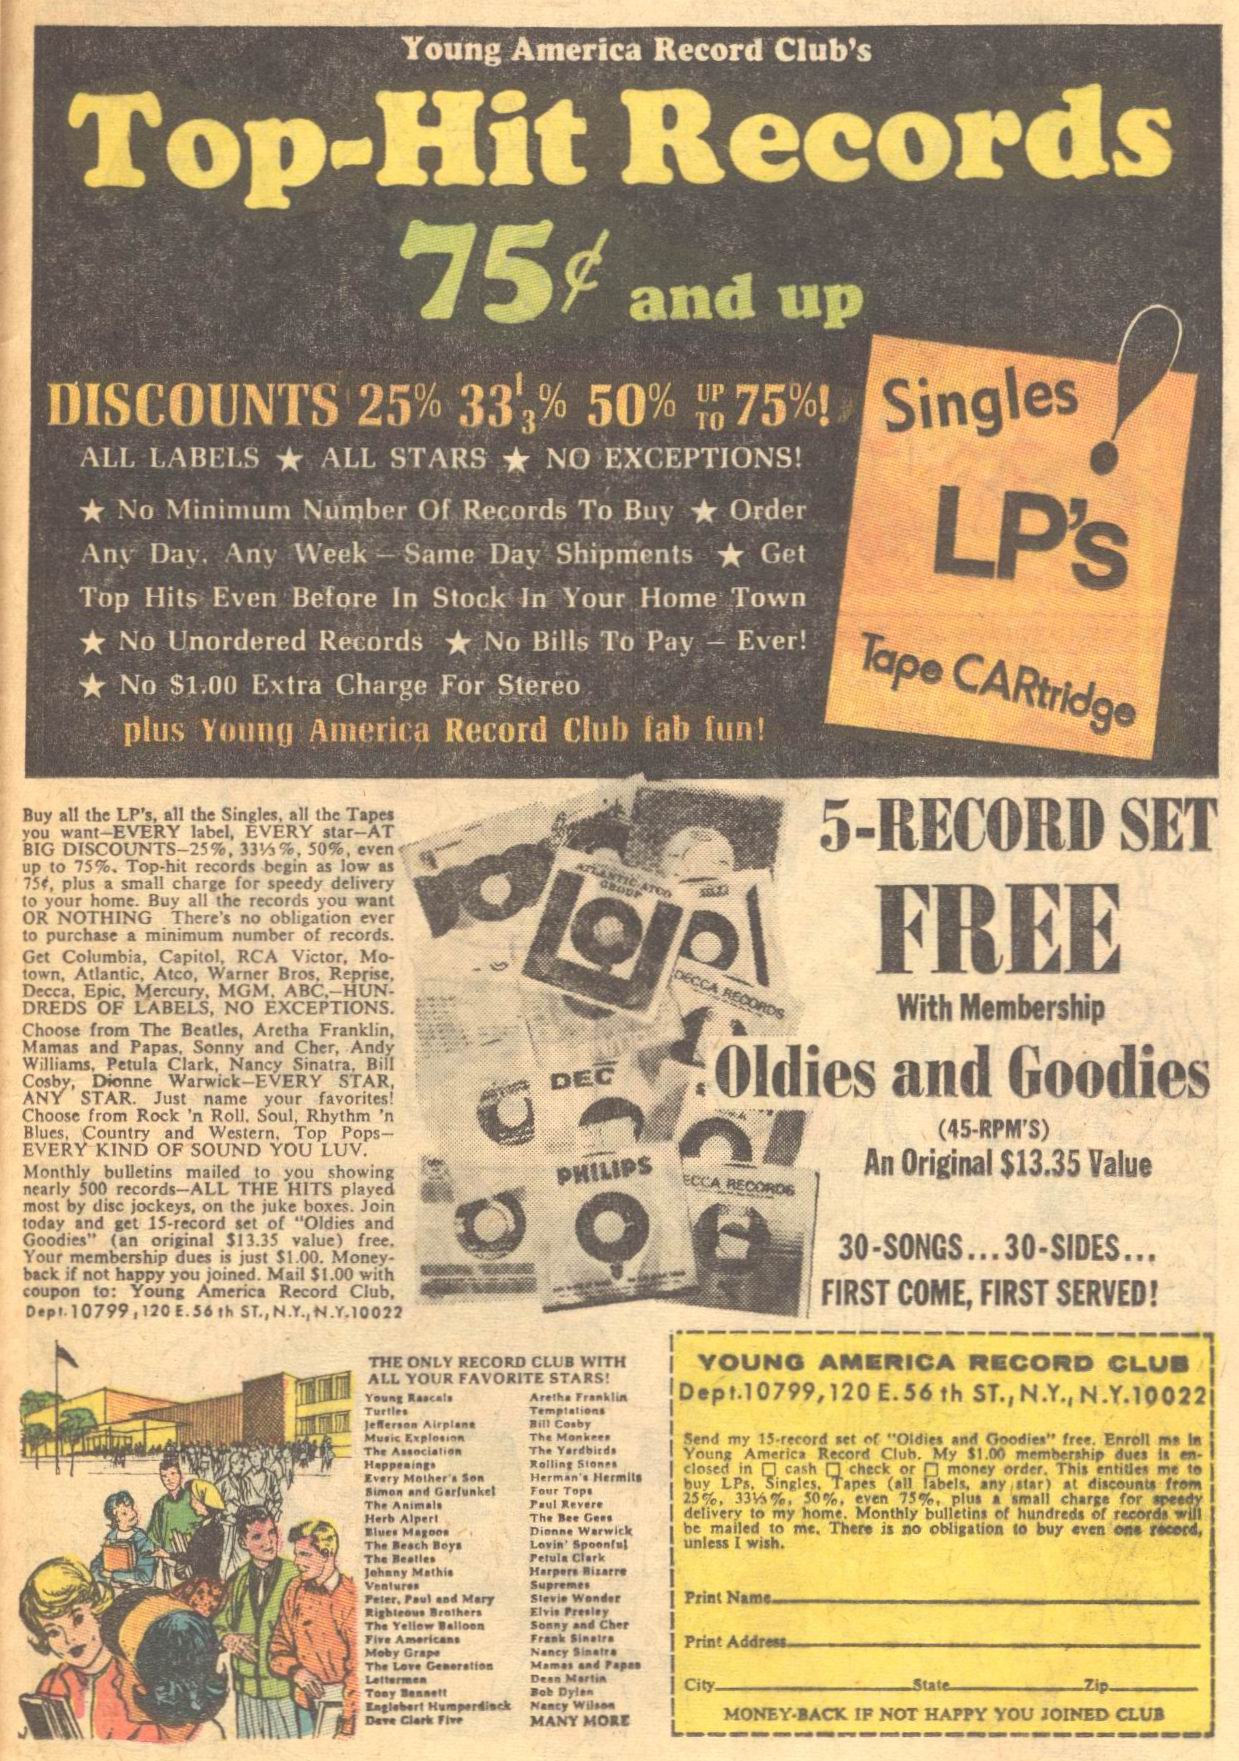 Young America Record Club's
Top-Hit Records
75¢ and up
DISCOUNTS 25% 33⅓% 50% UP TO 75%!
ALL LABELS ★ ALL STARS ★ NO EXCEPTIONS!
★ No Minimum Number Of Records To Buy ★ Order
Any Day, Any Week – Same Day Shipments ★ Get
Top Hits Even Before In Stock In Your Home Town
★ No Unordered Records ★ No Bills To Pay – Ever!
★ No $1.00 Extra Charge For Stereo
plus Young America Record Club fab fun!
Singles
LP's
Tape CARtridge
Buy all the LP's, all the Singles, all the Tapes
you want—EVERY label, EVERY star—AT
BIG DISCOUNTS—25%, 33⅓%, 50%, even
up to 75%. Top-hit records begin as low as
75¢, plus a small charge for speedy delivery
to your home. Buy all the records you want
OR NOTHING There's no obligation ever
to purchase a minimum number of records.
Get Columbia, Capitol, RCA Victor, Mo-
town, Atlantic, Atco, Warner Bros, Reprise,
Decca, Epic, Mercury, MGM, ABC,—HUN-
DREDS OF LABELS, NO EXCEPTIONS.
Choose from The Beatles, Aretha Franklin,
Mamas and Papas, Sonny and Cher, Andy
Williams, Petula Clark, Nancy Sinatra, Bill
Cosby, Dionne Warwick—EVERY STAR,
ANY STAR. Just name your favorites!
Choose from Rock 'n Roll, Soul, Rhythm 'n
Blues, Country and Western, Top Pops—
EVERY KIND OF SOUND YOU LUV.
Monthly bulletins mailed to you showing
nearly 500 records—ALL THE HITS played
most by disc jockeys, on the juke boxes. Join
today and get 15-record set of "Oldies and
Goodies" (an original $13.35 value) free.
Your membership dues is just $1.00. Money-
back if not happy you joined. Mail $1.00 with
coupon to: Young America Record Club,
Dept.10799, 120 E. 56 th ST., N.Y., N.Y.10022
ATLANTIC-ATCO
GROUP
DECCA RECORDS
DEC
PHILIPS
ECCA RECORDS
5-RECORD SET
FREE
With Membership
Oldies and Goodies
(45-RPM'S)
An Original $13.35 Value
30-SONGS...30-SIDES...
FIRST COME, FIRST SERVED!
THE ONLY RECORD CLUB WITH
ALL YOUR FAVORITE STARS!
Young Rascals
Turtles
Jefferson Airplane
Music Explosion
The Association
Happenings
Every Mother's Son
Simon and Garfunkel
The Animals
Herb Alpert
Blues Magoos
The Beach Boys
The Beatles
Johnny Mathis
Ventures
Peter, Paul and Mary
Righteous Brothers
The Yellow Balloon
Five Americans
Moby Grape
The Love Generation
Lettermen
Tony Bennett
Englebert Humperdinck
Dave Clark Five
Aretha Franklin
Temptations
Bill Cosby
The Monkees
The Yardbirds
Rolling Stones
Herman's Hermits
Four Tops
Paul Revere
The Bee Gees
Dionne Warwick
Lovin' Spoonful
Petula Clark
Harpers Bizarre
Supremes
Stevie Wonder
Elvis Presley
Sonny and Cher
Frank Sinatra
Nancy Sinatra
Mamas and Papas
Dean Martin
Bob Dylan
Nancy Wilson
MANY MORE
YOUNG AMERICA RECORD CLUB
Dept.10799, 120 E. 56 th ST., N.Y., N.Y.10022
Send my 15-record set of "Oldies and Goodies" free. Enroll me in
Young America Record Club. My $1.00 membership dues is en-
closed in □ cash □ check or □ money order. This entitles me to
buy LPs, Singles, Tapes (all labels, any star) at discounts from
25%, 33⅓%, 50%, even 75%, plus a small charge for speedy
delivery to my home. Monthly bulletins of hundreds of records will
be mailed to me. There is no obligation to buy even one record,
unless I wish.
Print Name
Print Address
City State Zip
MONEY-BACK IF NOT HAPPY YOU JOINED CLUB